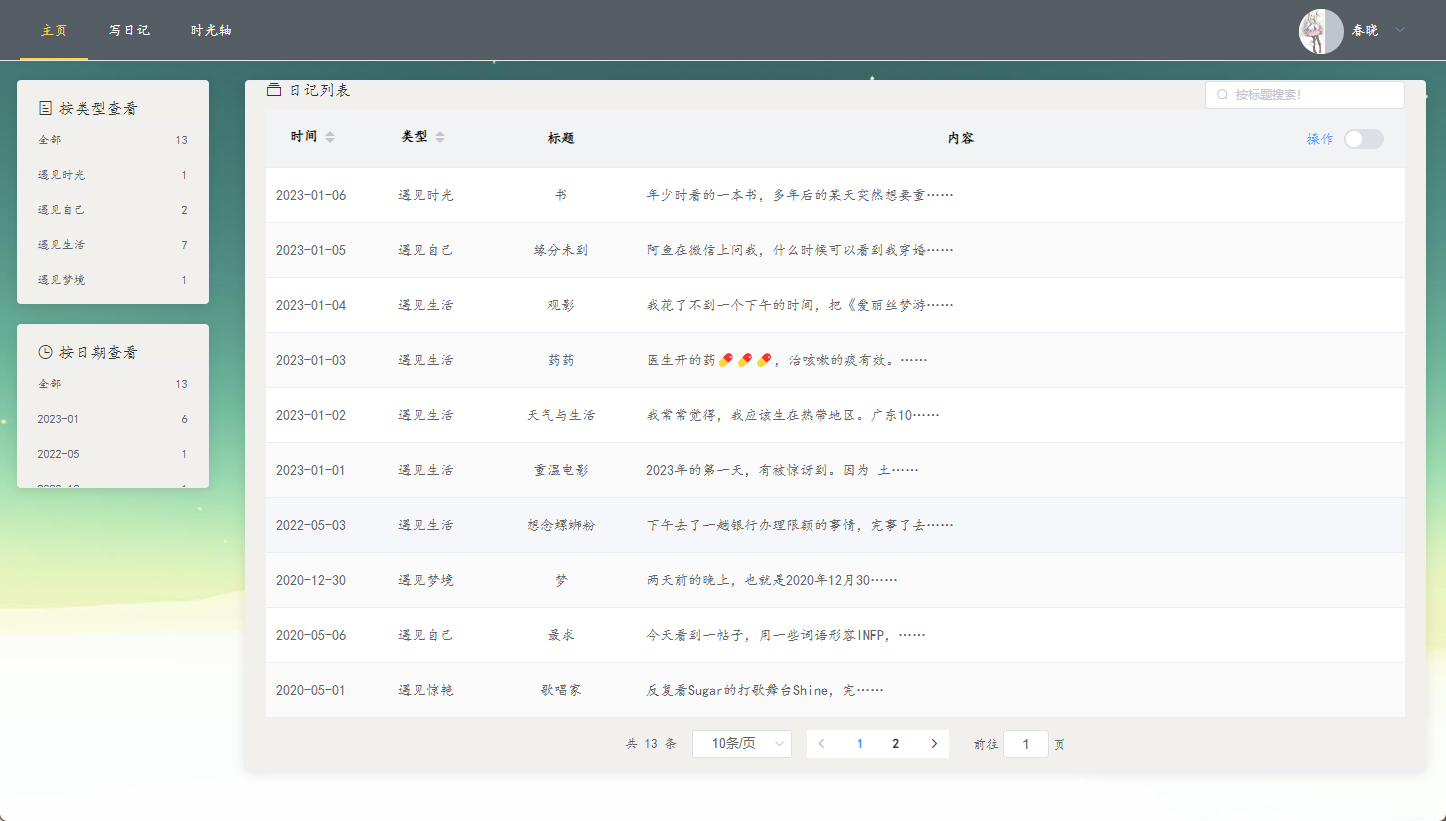 主页 写日记 时光轴 春晓
按类型查看
全部 13
遇见时光 1
遇见自己 2
遇见生活 7
遇见梦境 1
按日期查看
全部 13
2023-01 6
2022-05 1
日记列表 按标题搜索!
时间 类型 标题 内容 操作
2023-01-06 遇见时光 书 年少时看的一本书，多年后的某天突然想要重……
2023-01-05 遇见自己 缘分未到 阿鱼在微信上问我，什么时候可以看到我穿婚……
2023-01-04 遇见生活 观影 我花了不到一个下午的时间，把《爱丽丝梦游……
2023-01-03 遇见生活 药药 医生开的药💊💊💊，治咳嗽的痰有效。……
2023-01-02 遇见生活 天气与生活 我常常觉得，我应该生在热带地区。广东10……
2023-01-01 遇见生活 重温电影 2023年的第一天，有被惊讶到。因为 土……
2022-05-03 遇见生活 想念螺蛳粉 下午去了一趟银行办理限额的事情，完事了去……
2020-12-30 遇见梦境 梦 两天前的晚上，也就是2020年12月30……
2020-05-06 遇见自己 最求 今天看到一帖子，用一些词语形容INFP，……
2020-05-01 遇见惊艳 歌唱家 反复看Sugar的打歌舞台Shine，完……
共 13 条 10条/页 1 2 前往 1 页